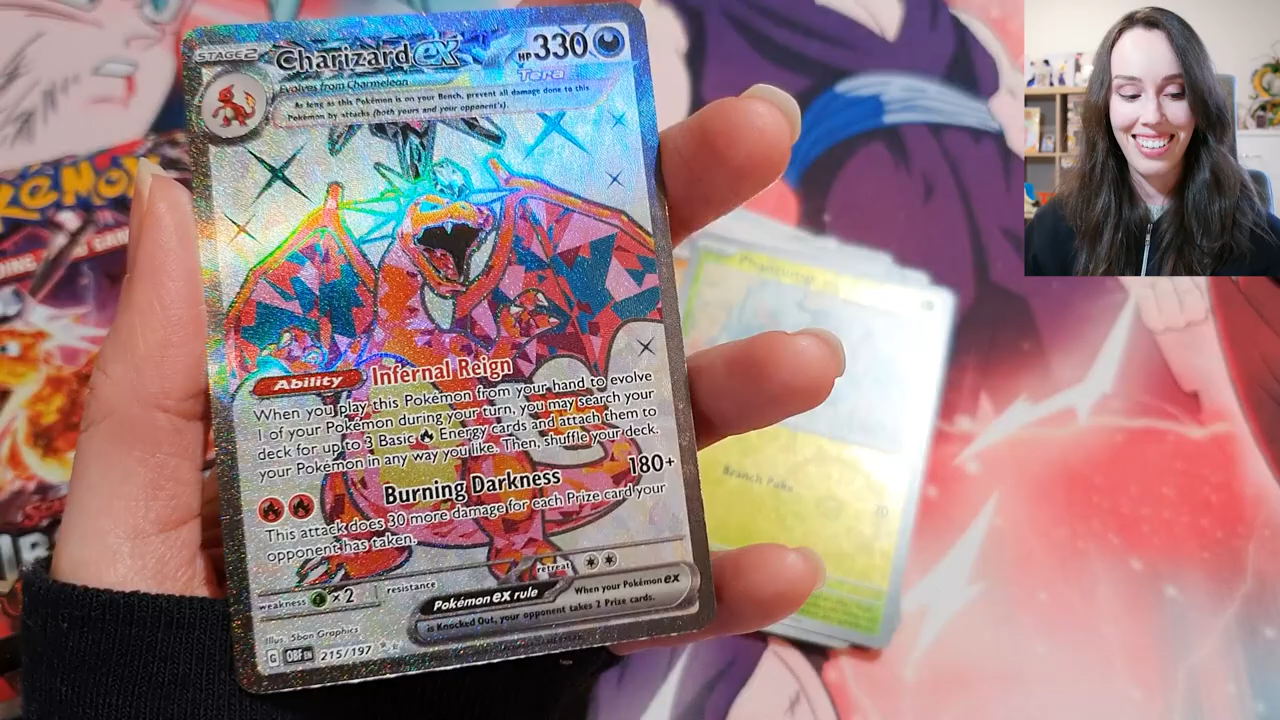 STAGE 2 Charizard ex HP 330
Tera
Evolves from Charmeleon
As long as this Pokémon is on your Bench, prevent all damage done to this
Pokémon by attacks (both yours and your opponent's).
Ability Infernal Reign
When you play this Pokémon from your hand to evolve
1 of your Pokémon during your turn, you may search your
deck for up to 3 Basic Energy cards and attach them to
your Pokémon in any way you like. Then, shuffle your deck.
Burning Darkness 180+
This attack does 30 more damage for each Prize card your
opponent has taken.
weakness ×2 resistance retreat
Pokémon ex rule When your Pokémon ex
is Knocked Out, your opponent takes 2 Prize cards.
Illus. 5ban Graphics
G OBF EN 215/197
Phantump
Branch Poke